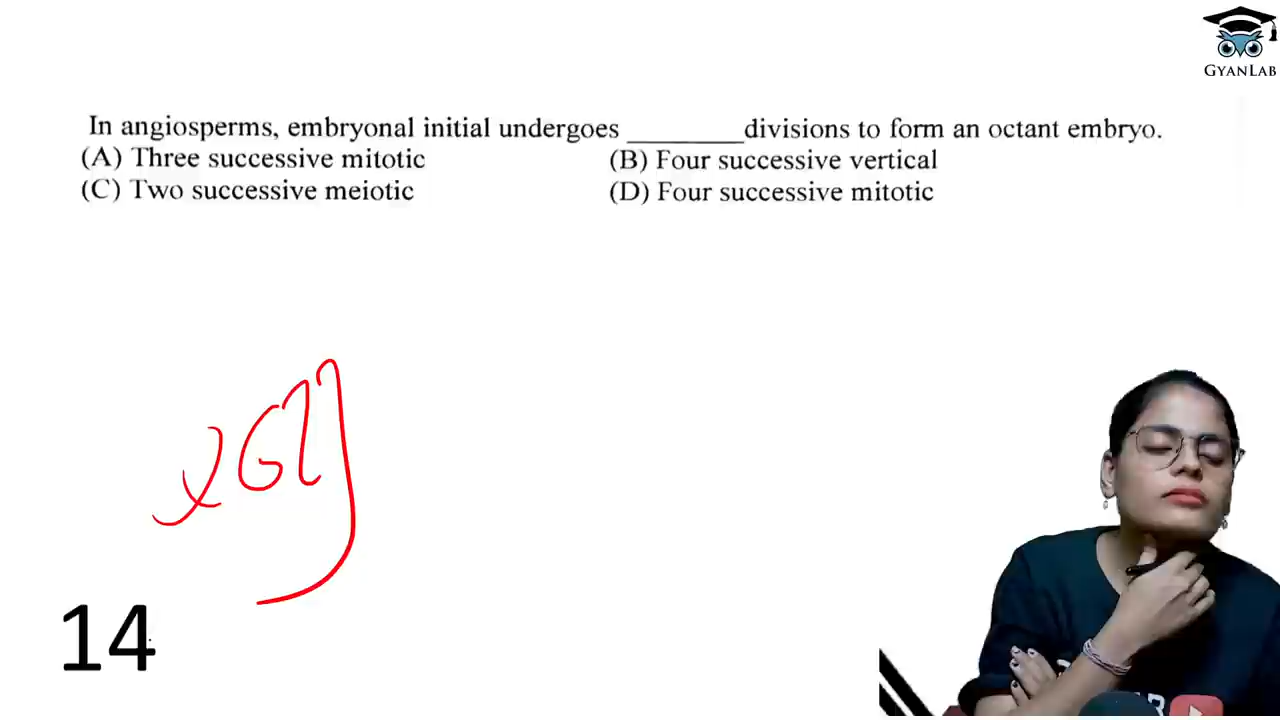 GYANLAB
In angiosperms, embryonal initial undergoes ________ divisions to form an octant embryo.
(A) Three successive mitotic (B) Four successive vertical
(C) Two successive meiotic (D) Four successive mitotic
14